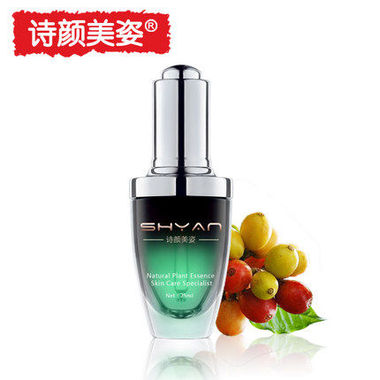 诗颜美姿®
SHYAN
诗颜美姿
Natural Plant Essence
Skin Care Specialist